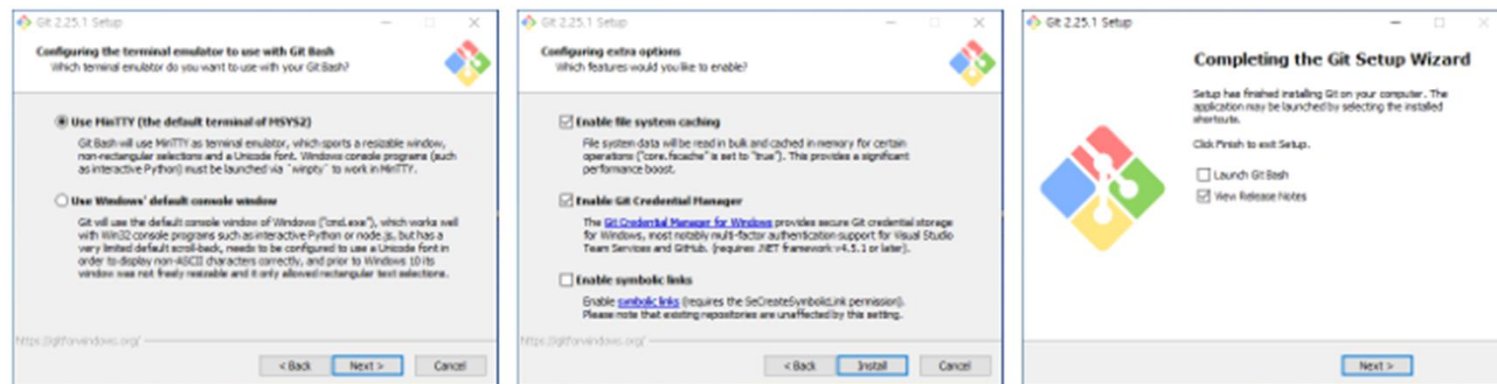 Git 2.25.1 Setup
Configuring the terminal emulator to use with Git Bash
Which terminal emulator do you want to use with your Git Bash?
Use MinTTY (the default terminal of MSYS2)
Git Bash will use MinTTY as terminal emulator, which sports a resizable window,
non-rectangular selections and a Unicode font. Windows console programs (such
as interactive Python) must be launched via `winpty` to work in MinTTY.
Use Windows' default console window
Git will use the default console window of Windows ("cmd.exe"), which works well
with Win32 console programs such as interactive Python or node.js, but has a
very limited default scroll-back, needs to be configured to use a Unicode font in
order to display non-ASCII characters correctly, and prior to Windows 10 its
window was not freely resizable and it only allowed rectangular text selections.
https://gitforwindows.org/
< Back
Next >
Cancel
Git 2.25.1 Setup
Configuring extra options
Which features would you like to enable?
Enable file system caching
File system data will be read in bulk and cached in memory for certain
operations ("core.fscache" is set to "true"). This provides a significant
performance boost.
Enable Git Credential Manager
The Git Credential Manager for Windows provides secure Git credential storage
for Windows, most notably multi-factor authentication support for Visual Studio
Team Services and GitHub. (requires .NET framework v4.5.1 or later).
Enable symbolic links
Enable symbolic links (requires the SeCreateSymbolicLink permission).
Please note that existing repositories are unaffected by this setting.
https://gitforwindows.org/
< Back
Install
Cancel
Git 2.25.1 Setup
Completing the Git Setup Wizard
Setup has finished installing Git on your computer. The
application may be launched by selecting the installed
shortcuts.
Click Finish to exit Setup.
Launch Git Bash
View Release Notes
Next >